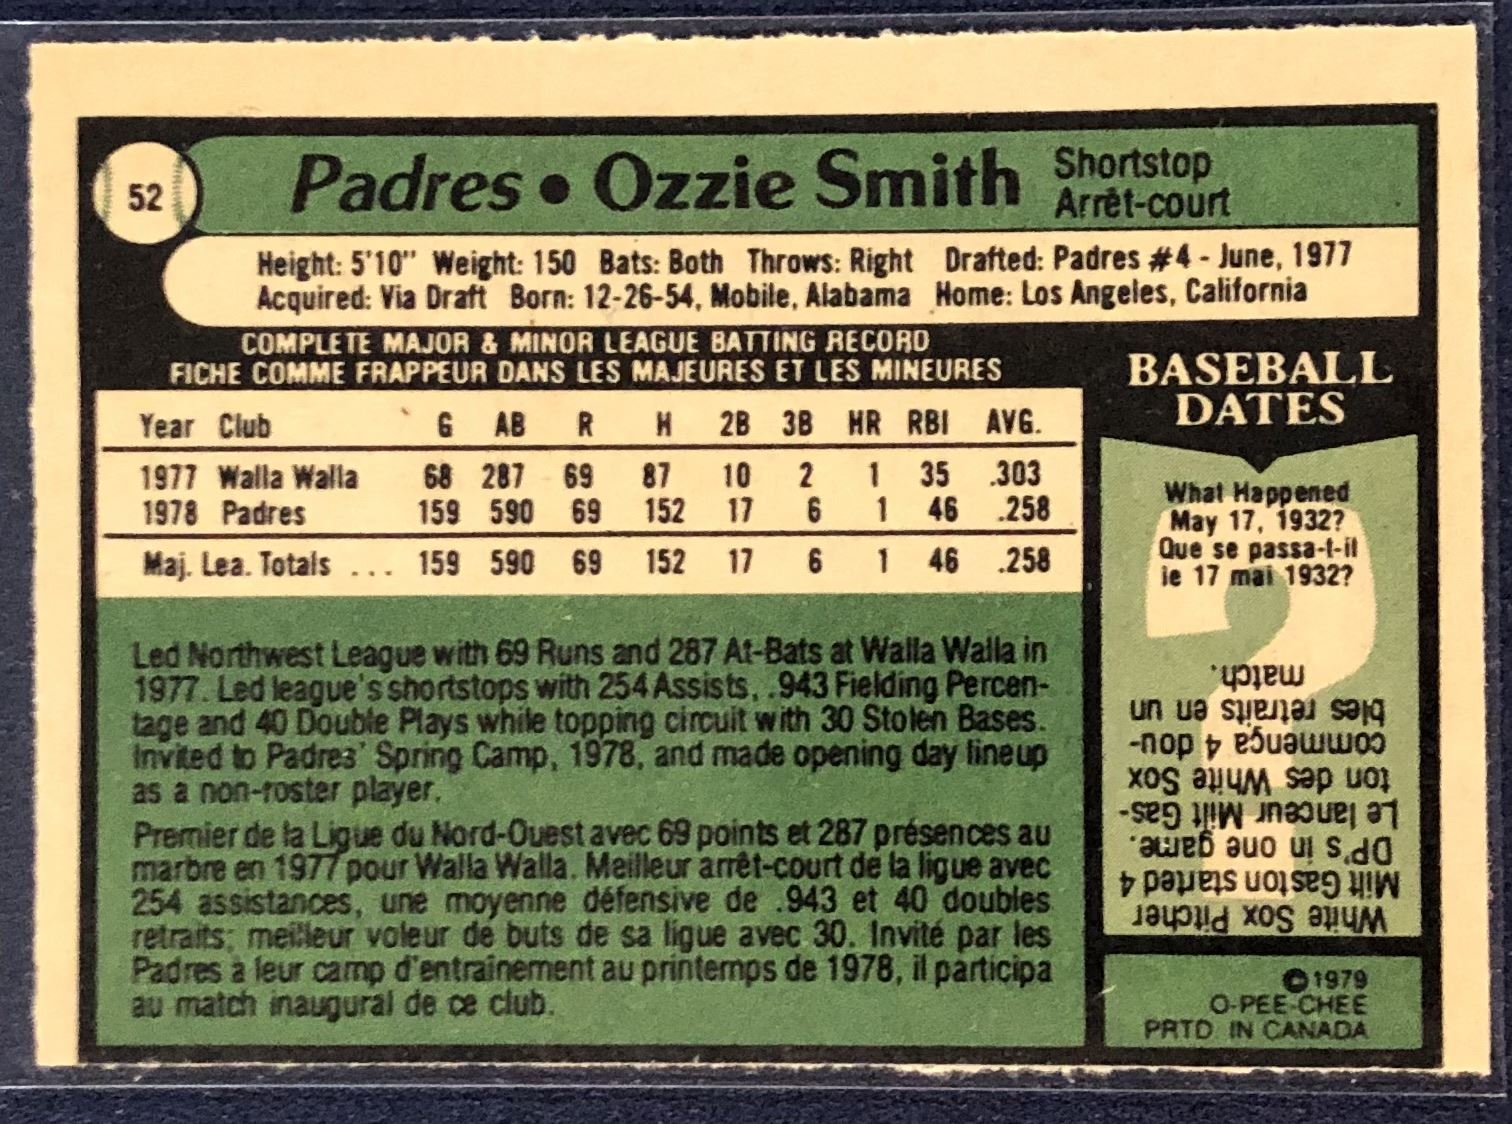 52
Padres • Ozzie Smith
Shortstop
Arrêt-court
Height: 5'10" Weight: 150 Bats: Both Throws: Right Drafted: Padres #4 - June, 1977
Acquired: Via Draft Born: 12-26-54, Mobile, Alabama Home: Los Angeles, California
COMPLETE MAJOR & MINOR LEAGUE BATTING RECORD
FICHE COMME FRAPPEUR DANS LES MAJEURES ET LES MINEURES
Year Club G AB R H 2B 3B HR RBI AVG.
1977 Walla Walla 68 287 69 87 10 2 1 35 .303
1978 Padres 159 590 69 152 17 6 1 46 .258
Maj. Lea. Totals ... 159 590 69 152 17 6 1 46 .258
Led Northwest League with 69 Runs and 287 At-Bats at Walla Walla in
1977. Led league's shortstops with 254 Assists, .943 Fielding Percen-
tage and 40 Double Plays while topping circuit with 30 Stolen Bases.
Invited to Padres' Spring Camp, 1978, and made opening day lineup
as a non-roster player.
Premier de la Ligue du Nord-Ouest avec 69 points et 287 présences au
marbre en 1977 pour Walla Walla. Meilleur arrêt-court de la ligue avec
254 assistances, une moyenne défensive de .943 et 40 doubles
retraits; meilleur voleur de buts de sa ligue avec 30. Invité par les
Padres à leur camp d'entraînement au printemps de 1978, il participa
au match inaugural de ce club.
BASEBALL
DATES
What Happened
May 17, 1932?
Que se passa-t-il
le 17 mai 1932?
White Sox Pitcher
Milt Gaston started 4
DP's in one game.
Le lanceur Milt Gas-
ton des White Sox
commença 4 dou-
bles retraits en un
match.
©1979
O-PEE-CHEE
PRTD IN CANADA